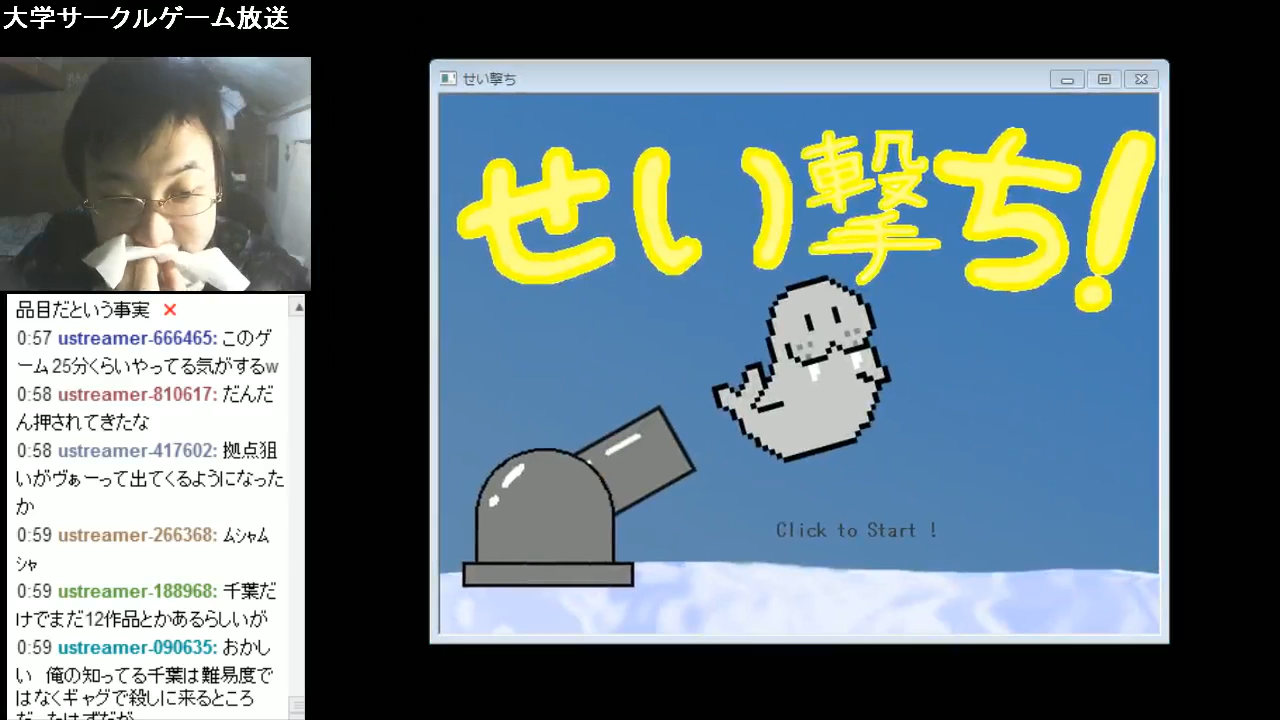 大学サークルゲーム放送
せい撃ち
せい撃ち!
Click to Start !
品目だという事実
0:57 ustreamer-666465: このゲ
ーム25分くらいやってる気がするw
0:58 ustreamer-810617: だんだ
ん押されてきたな
0:58 ustreamer-417602: 拠点狙
いがヴぁーって出てくるようになった
か
0:59 ustreamer-266368: ムシャム
シャ
0:59 ustreamer-188968: 千葉だ
けでまだ12作品とかあるらしいが
0:59 ustreamer-090635: おかし
い 俺の知ってる千葉は難易度で
はなくギャグで殺しに来るところ
だったはずだが